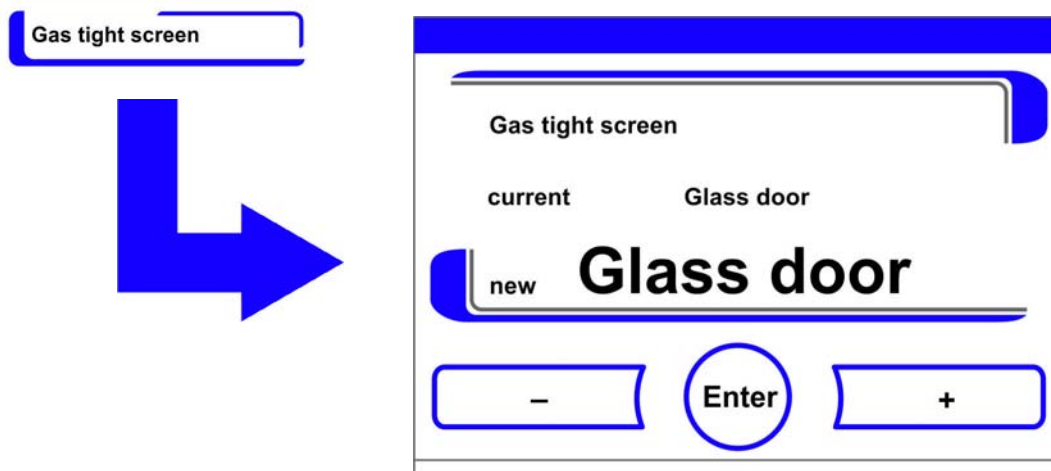 Gas tight screen
Gas tight screen
current Glass door
new Glass door
– Enter +